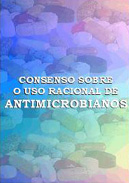 CONSENSO SOBRE
O USO RACIONAL DE
ANTIMICROBIANOS